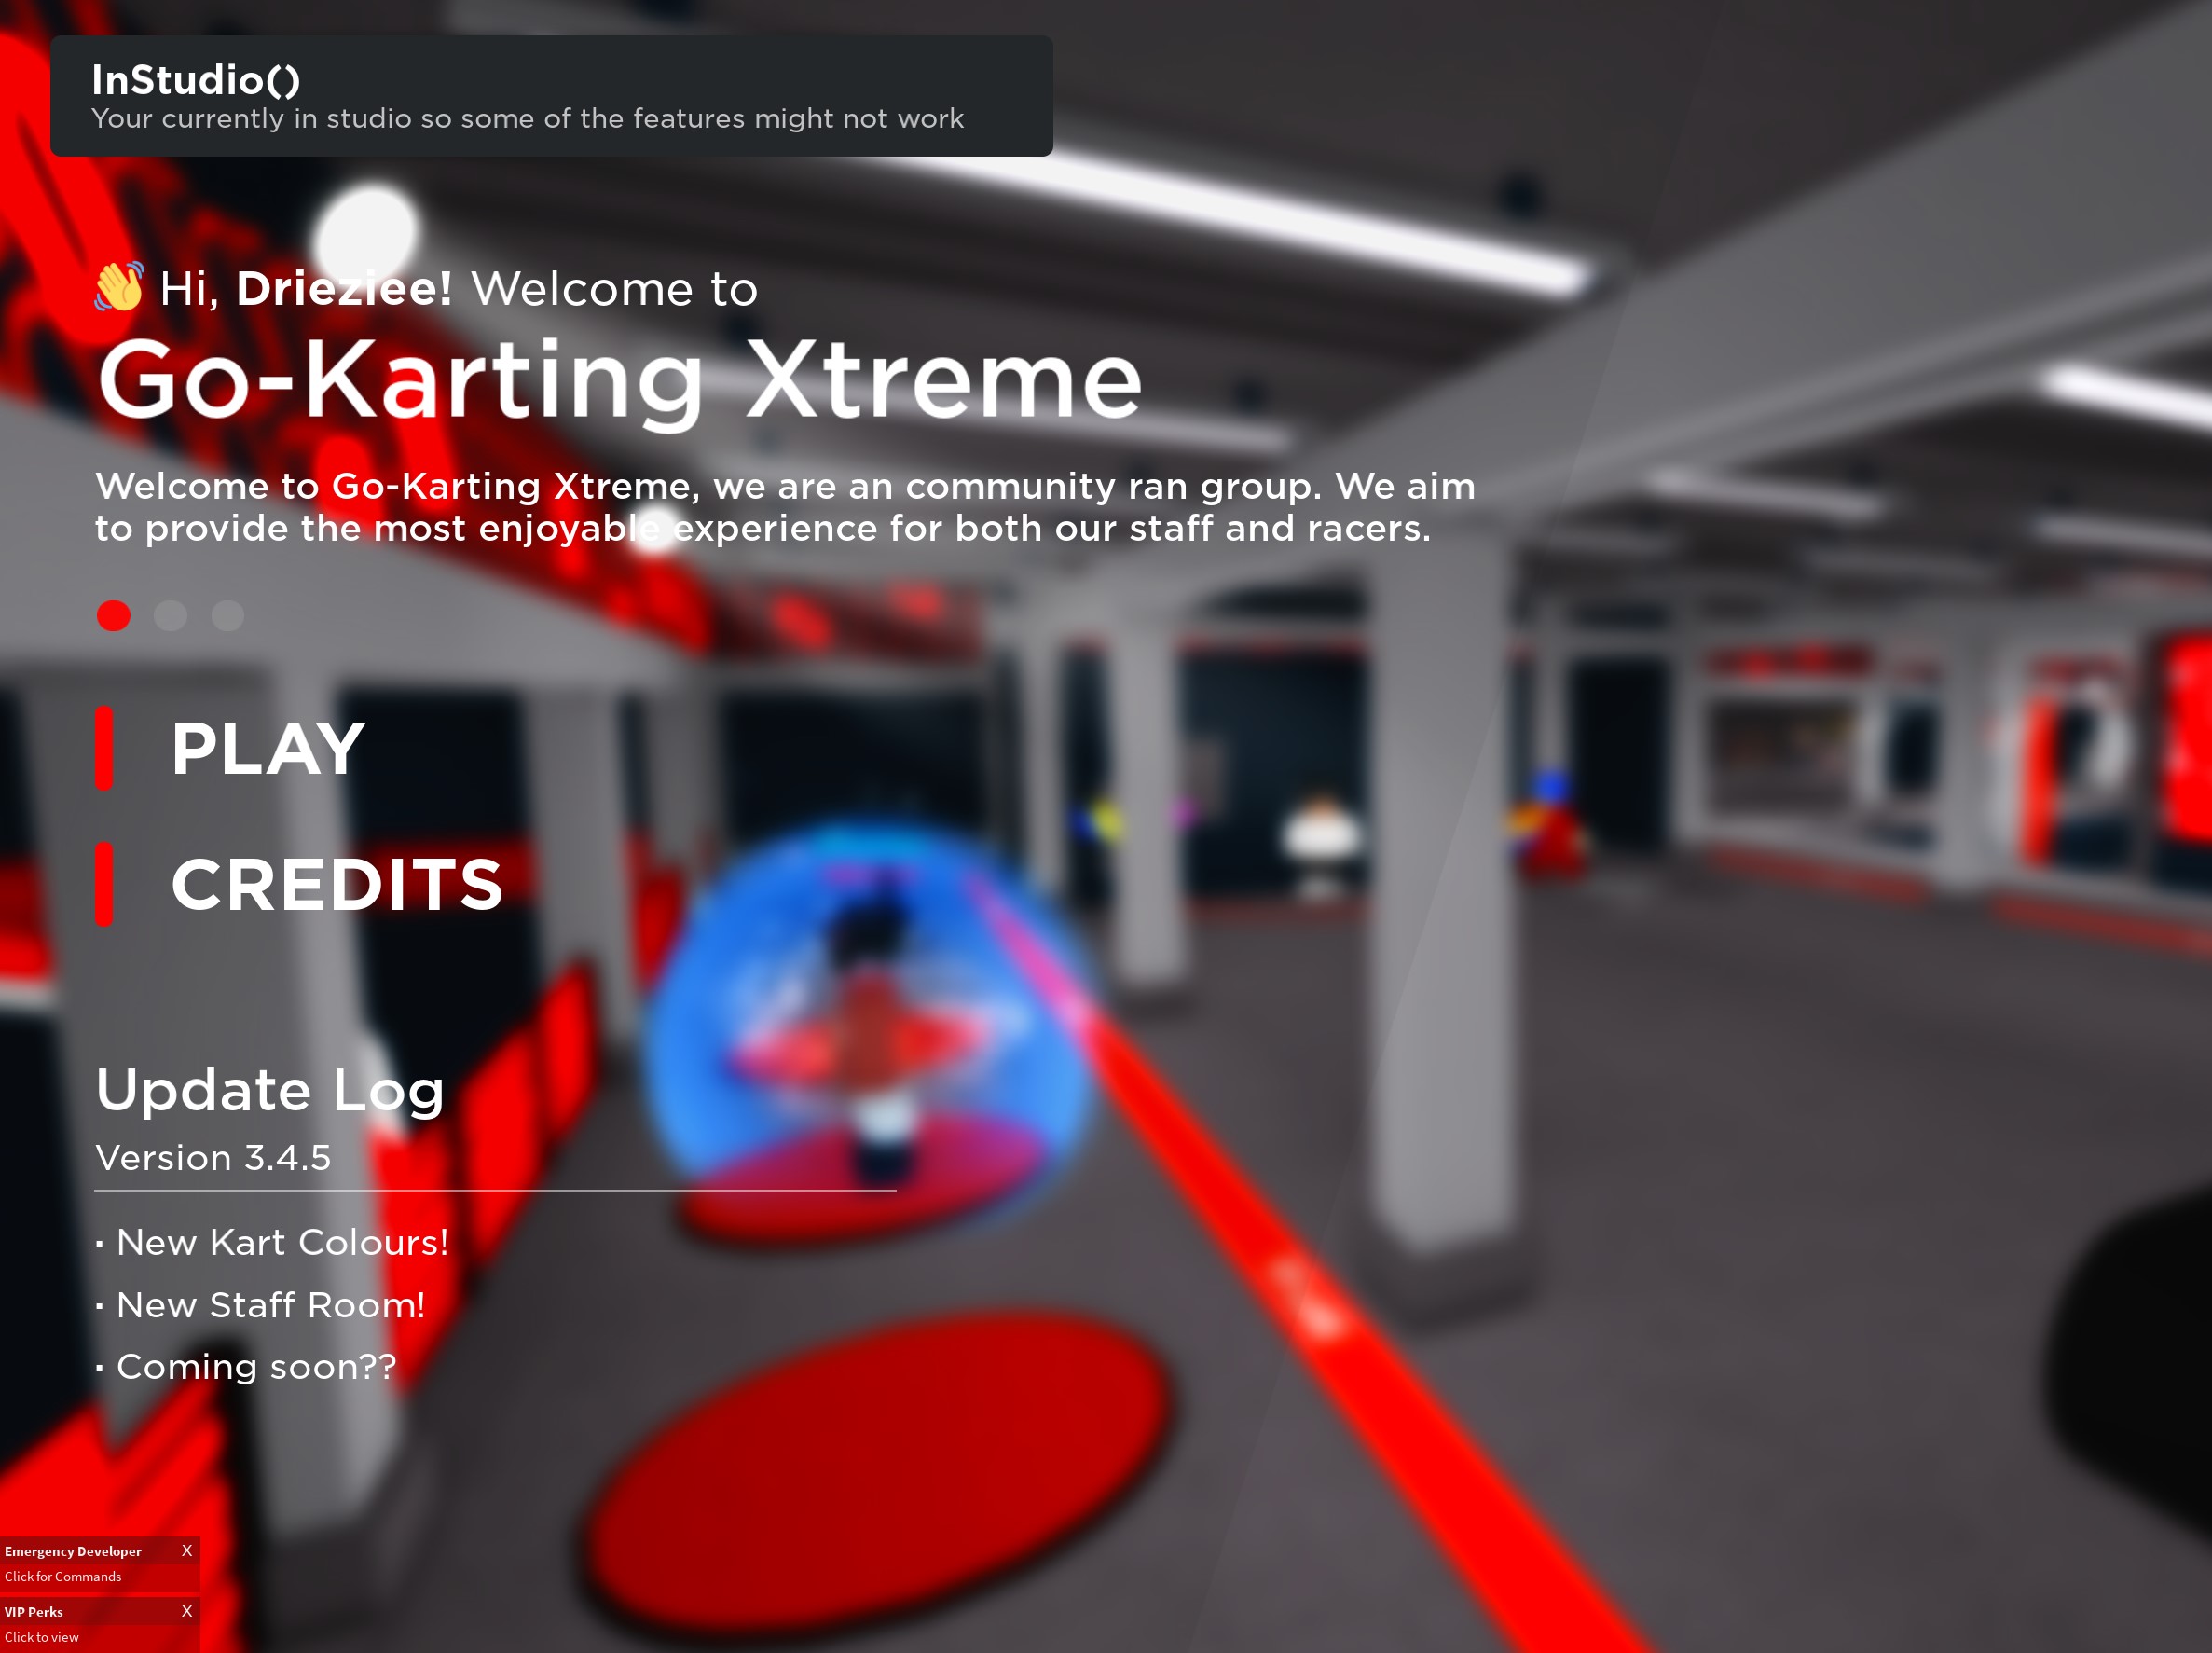 InStudio()
Your currently in studio so some of the features might not work
👋 Hi, Drieziee! Welcome to
Go-Karting Xtreme
Welcome to Go-Karting Xtreme, we are an community ran group. We aim
to provide the most enjoyable experience for both our staff and racers.
PLAY
CREDITS
Update Log
Version 3.4.5
· New Kart Colours!
· New Staff Room!
· Coming soon??
Emergency Developer X
Click for Commands
VIP Perks X
Click to view